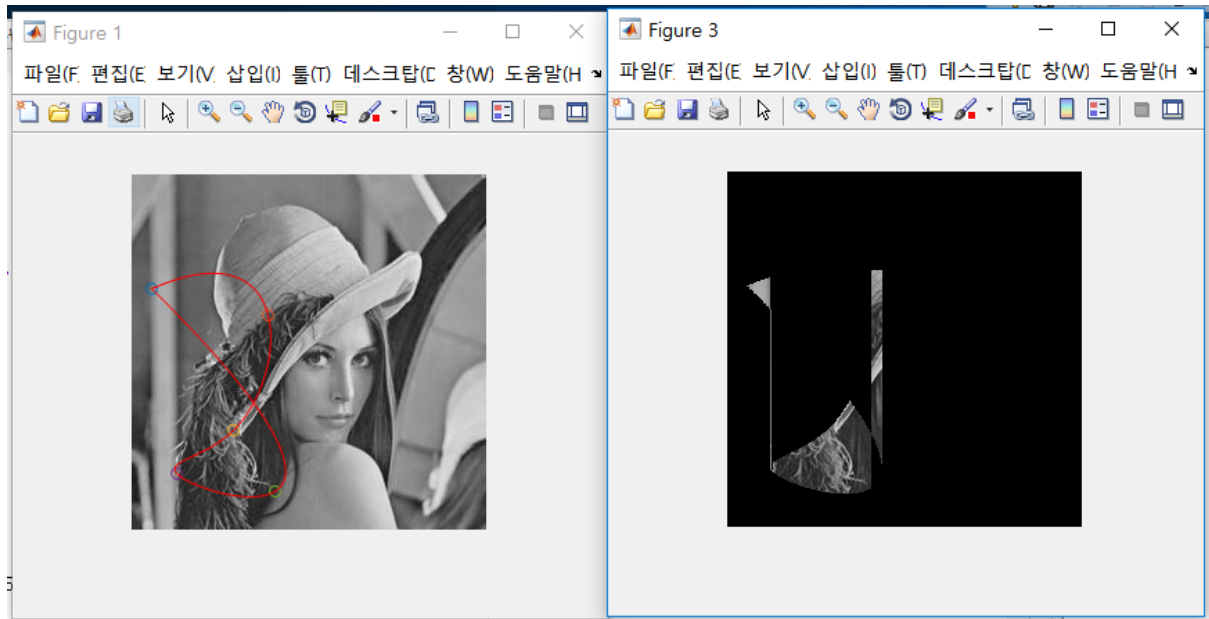 Figure 1
파일(F 편집(E 보기(V. 삽입(I) 툴(T) 데스크탑(D 창(W) 도움말(H
Figure 3
파일(F 편집(E 보기(V. 삽입(I) 툴(T) 데스크탑(D 창(W) 도움말(H